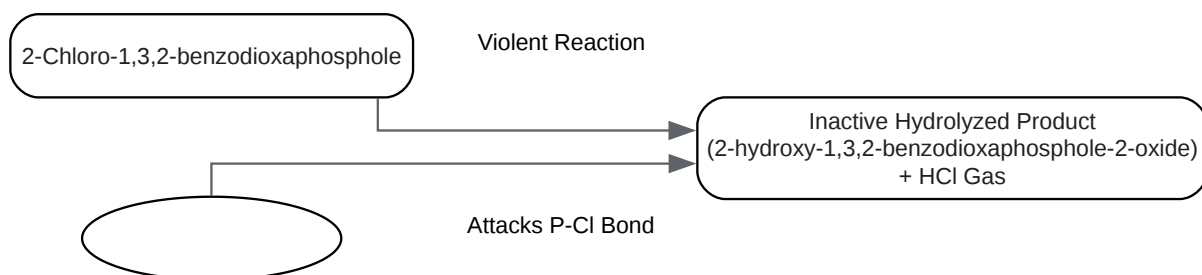 2-Chloro-1,3,2-benzodioxaphosphole
Violent Reaction
Inactive Hydrolyzed Product
(2-hydroxy-1,3,2-benzodioxaphosphole-2-oxide)
+ HCl Gas
Attacks P-Cl Bond